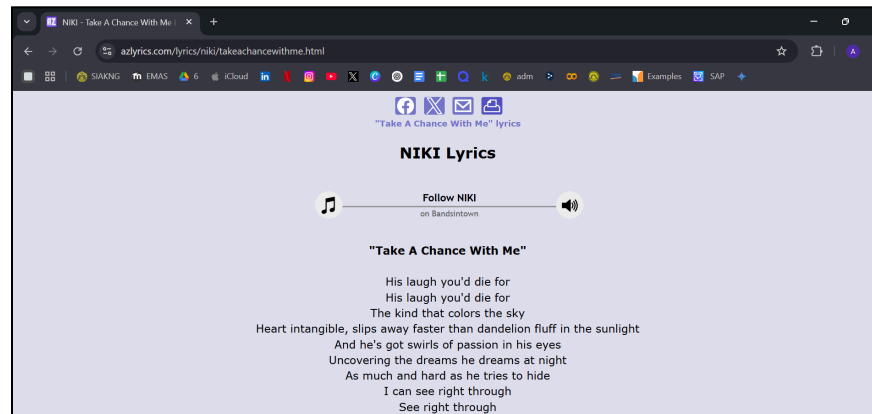 NIKI - Take A Chance With Me
azlyrics.com/lyrics/niki/takeachancewithme.html
SIAKNG
EMAS
6
iCloud
adm
Examples
SAP
"Take A Chance With Me" lyrics
NIKI Lyrics
Follow NIKI
on Bandsintown
"Take A Chance With Me"
His laugh you'd die for
His laugh you'd die for
The kind that colors the sky
Heart intangible, slips away faster than dandelion fluff in the sunlight
And he's got swirls of passion in his eyes
Uncovering the dreams he dreams at night
As much and hard as he tries to hide
I can see right through
See right through